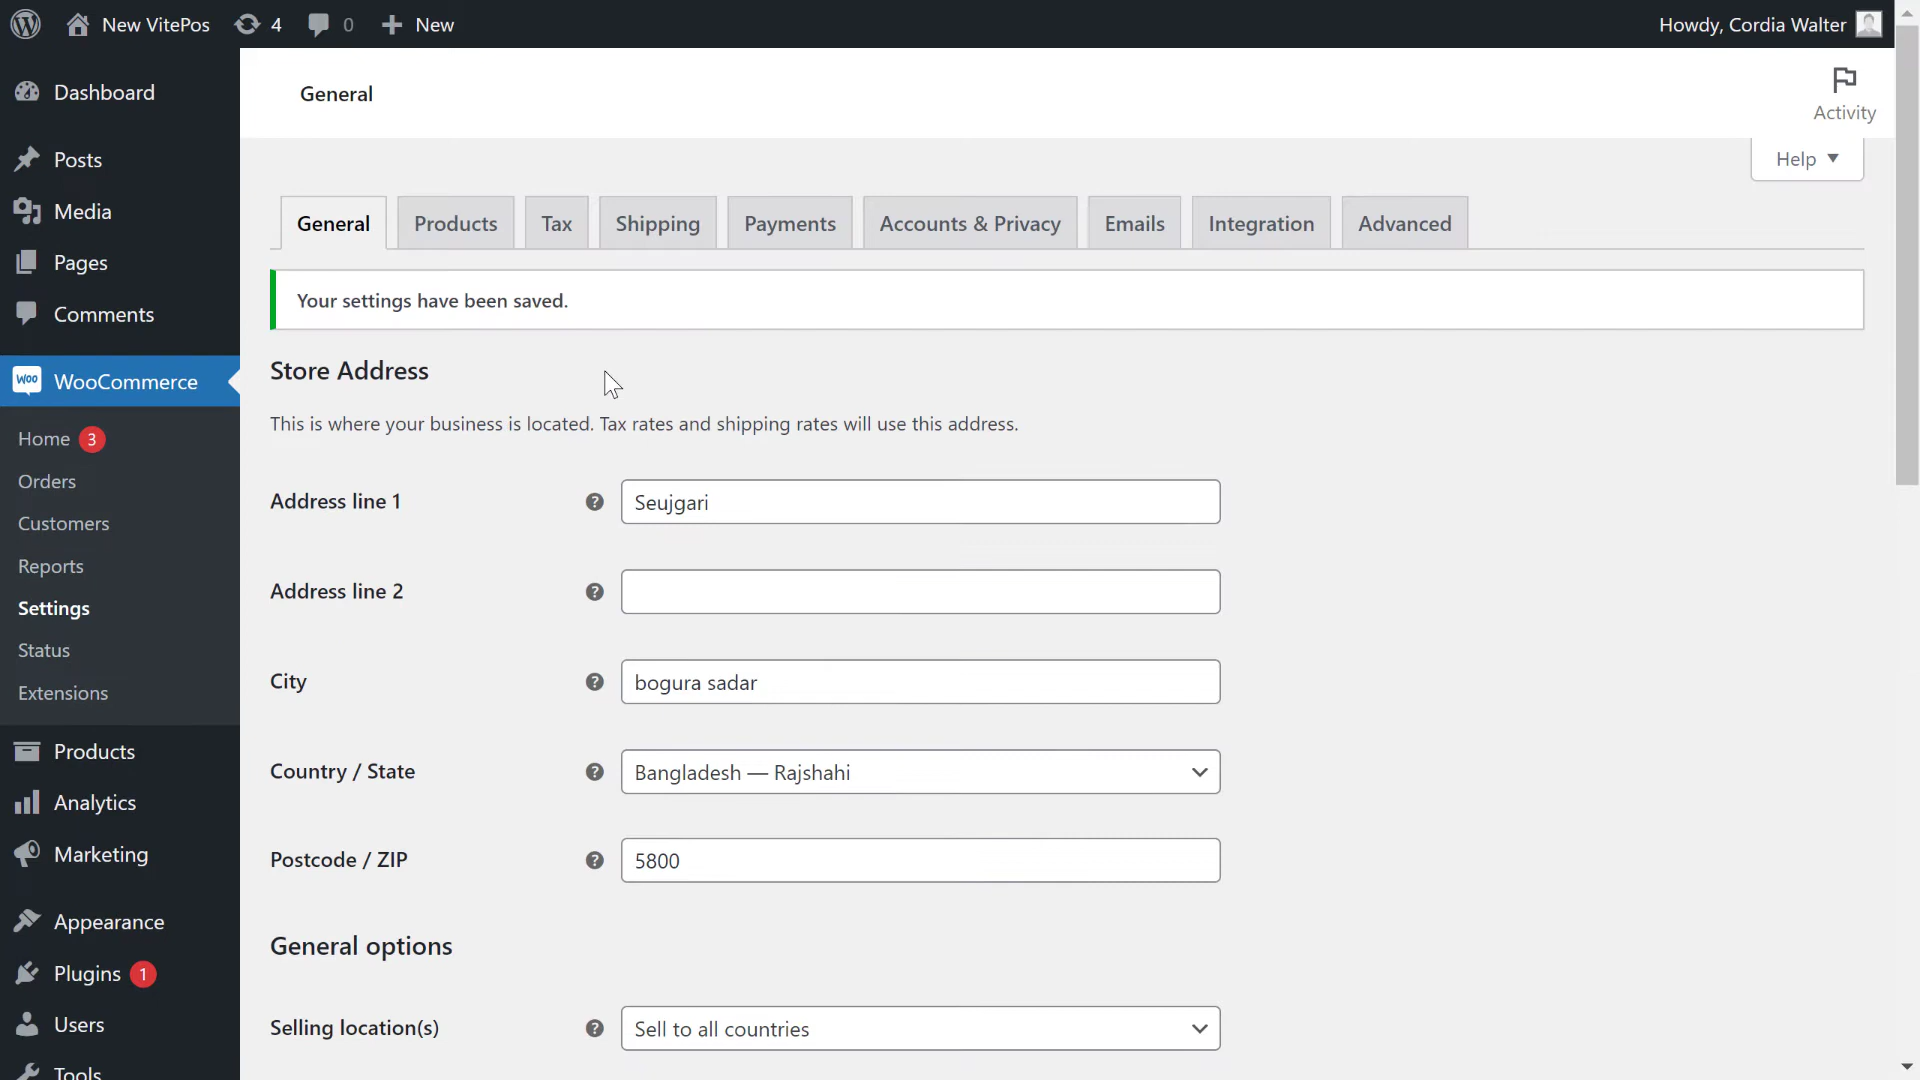 New VitePos
4
0
New
Howdy, Cordia Walter
Dashboard
Posts
Media
Pages
Comments
Woo
WooCommerce
Home 3
Orders
Customers
Reports
Settings
Status
Extensions
Products
Analytics
Marketing
Appearance
Plugins 1
Users
Tools
General
Activity
Help
General
Products
Tax
Shipping
Payments
Accounts & Privacy
Emails
Integration
Advanced
Your settings have been saved.
Store Address
This is where your business is located. Tax rates and shipping rates will use this address.
Address line 1
Seujgari
Address line 2
City
bogura sadar
Country / State
Bangladesh — Rajshahi
Postcode / ZIP
5800
General options
Selling location(s)
Sell to all countries